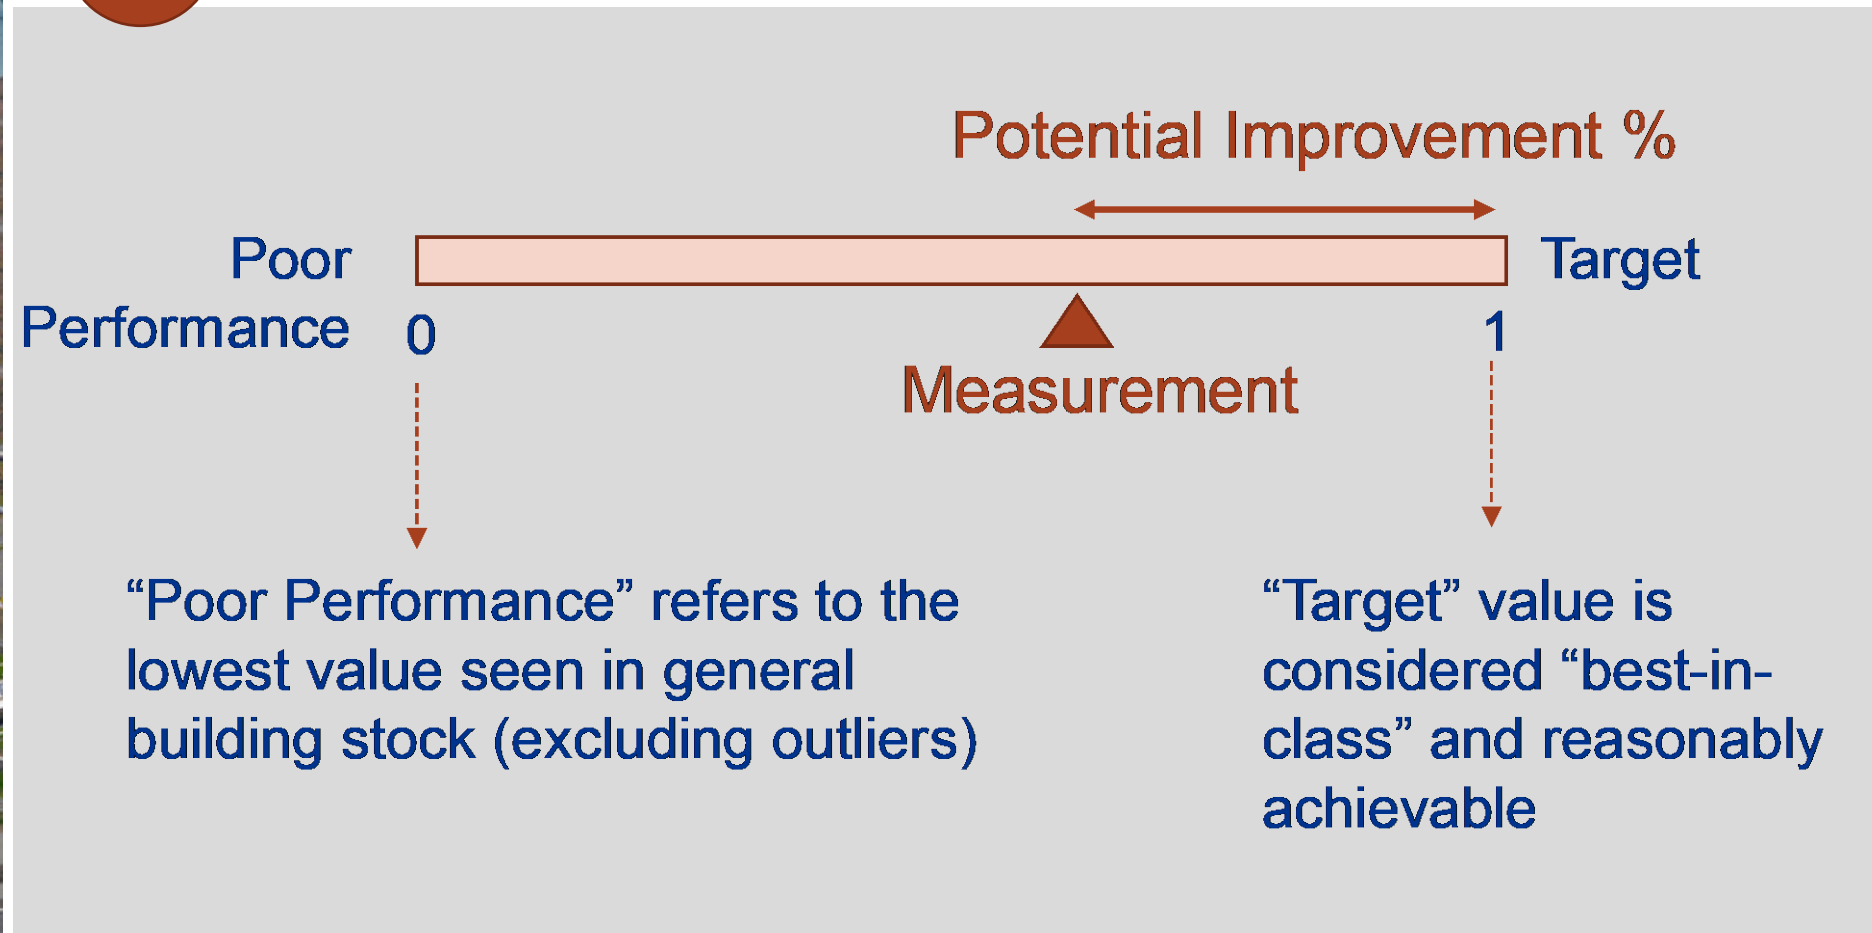 Potential Improvement %
Poor
Performance
Target
0
1
Measurement
“Poor Performance” refers to the
lowest value seen in general
building stock (excluding outliers)
“Target” value is
considered “best-in-
class” and reasonably
achievable